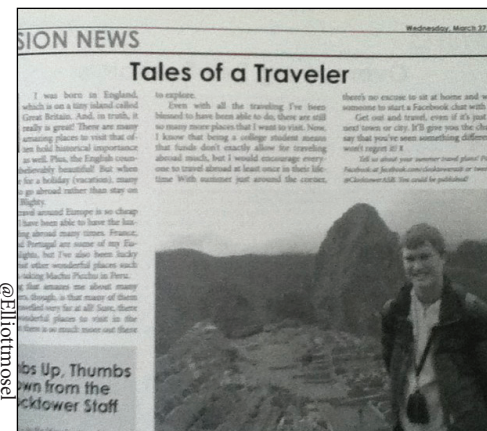 Wednesday, March 27
SION NEWS
Tales of a Traveler
I was born in England,
which is on a tiny island called
Great Britain. And, in truth, it
really is great! There are many
amazing places to visit that of-
ten hold historical importance
as well. Plus, the English coun-
believably beautiful! But when
for a holiday (vacation), many
o go abroad rather than stay on
Blighty.
ravel around Europe is so cheap
I have been able to have the lux-
ing abroad many times. France,
d Portugal are some of my Eu-
lights, but I've also been lucky
out other wonderful places such
taking Machu Picchu in Peru.
g that amazes me about many
rs, though, is that many of them
avelled very far at all! Sure, there
wonderful places to visit in the
t there is so much more out there
to explore.
Even with all the traveling I've been
blessed to have been able to do, there are still
so many more places that I want to visit. Now,
I know that being a college student means
that funds don't exactly allow for traveling
abroad much, but I would encourage every-
one to travel abroad at least once in their life-
time. With summer just around the corner,
there's no excuse to sit at home and w
someone to start a Facebook chat with
Get out and travel, even if it's just
next town or city. It'll give you the cha
say that you've seen something different
won't regret it!
Tell us about your summer travel plans! Po
Facebook at facebook.com/clocktowerasb or tweet
@ClocktowerASB. You could be published!
bs Up, Thumbs
own from the
ocktower Staff
@Elliottmosel